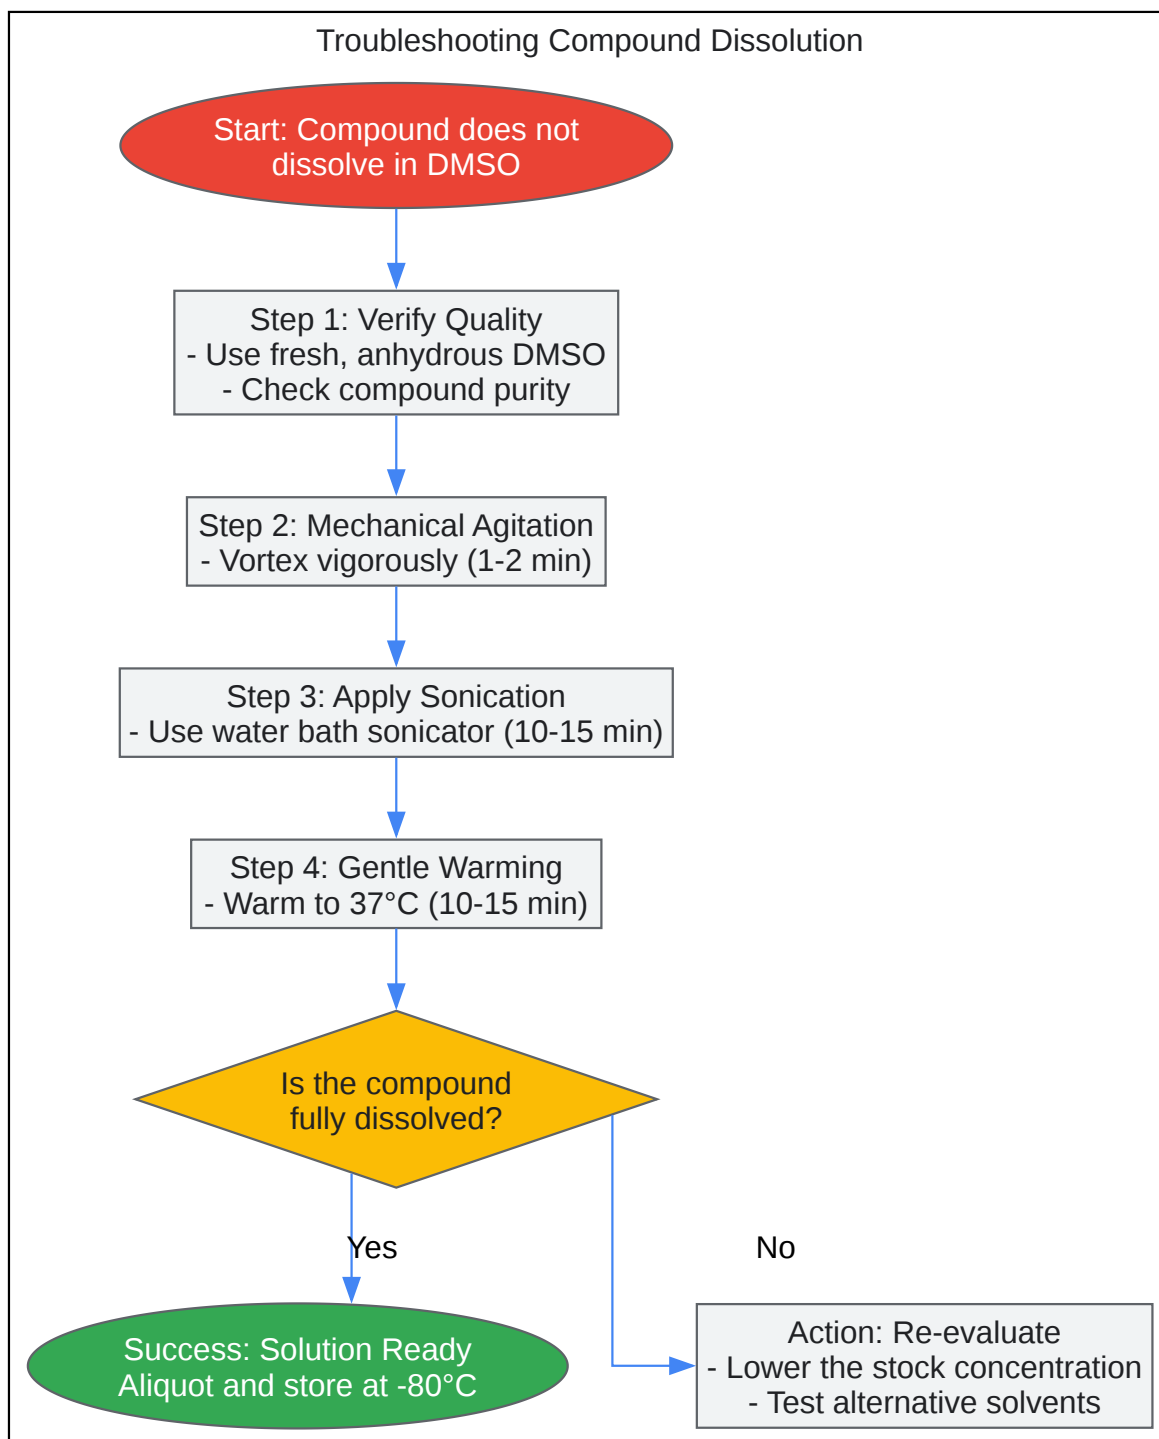 Troubleshooting Compound Dissolution
Start: Compound does not
dissolve in DMSO
Step 1: Verify Quality
- Use fresh, anhydrous DMSO
- Check compound purity
Step 2: Mechanical Agitation
- Vortex vigorously (1-2 min)
Step 3: Apply Sonication
- Use water bath sonicator (10-15 min)
Step 4: Gentle Warming
- Warm to 37°C (10-15 min)
Is the compound
fully dissolved?
Yes
No
Success: Solution Ready
Aliquot and store at -80°C
Action: Re-evaluate
- Lower the stock concentration
- Test alternative solvents